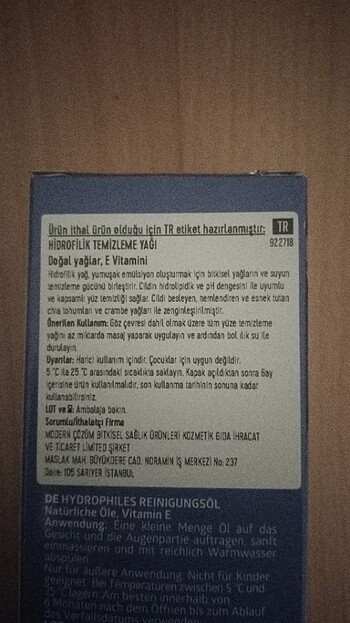 Ürün ithal ürün olduğu için TR etiket hazırlanmıştır: TR
HİDROFİLİK TEMİZLEME YAĞI 922718
Doğal yağlar, E Vitamini
Hidrofilik yağ, yumuşak emülsiyon oluşturmak için bitkisel yağların ve suyun
temizleme gücünü birleştirir. Cildin hidrolipidik ve pH dengesini ile uyumlu
ve kapsamlı yüz temizliği sağlar. Cildi besleyen, nemlendiren ve esnek tutan
chia tohumları ve crambe yağları ile zenginleştirilmiştir.
Önerilen Kullanım: Göz çevresi dahil olmak üzere tüm yüze temizleme
yağını az miktarda masaj yaparak uygulayın ve ardından bol ılık su ile
durulayın.
Uyarılar: Harici kullanım içindir. Çocuklar için uygun değildir.
5 °C ila 25 °C arasındaki sıcaklıkta saklayın. Kapak açıldıktan sonra 6ay
içerisine ürün kullanılmalıdır, son kullanma tarihinin sonuna kadar
kullanabilirsiniz.
LOT ve : Ambalaja bakın.
Sorumlu/İthalatçı Firma
MODERN ÇÖZÜM BİTKİSEL SAĞLIK ÜRÜNLERİ KOZMETİK GIDA İHRACAT
VE TİCARET LİMİTED ŞİRKET
MASLAK MAH. BÜYÜKDERE CAD. NORAMİN İŞ MERKEZİ No: 237
Daire: 105 SARIYER İSTANBUL
DE HYDROPHILES REINIGUNGSÖL
Natürliche Öle, Vitamin E
Anwendung: Eine kleine Menge Öl auf das
Gesicht und die Augenpartie auftragen, sanft
einmassieren und mit reichlich Warmwasser
abspülen.
Nur für äußere Anwendung. Nicht für Kinder
geeignet. Bei Temperaturen zwischen 5 °C und
25 °C lagern. Am besten innerhalb von
6 Monaten nach dem Öffnen bis zum Ablauf
des Verfallsdatums verwenden.